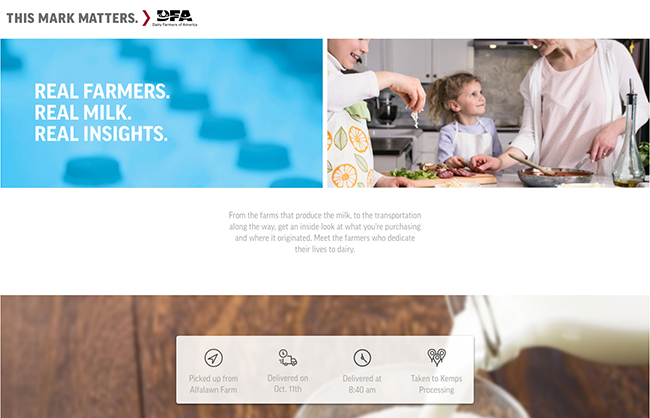 THIS MARK MATTERS.
DFA
Dairy Farmers of America
REAL FARMERS.
REAL MILK.
REAL INSIGHTS.
From the farms that produce the milk, to the transportation
along the way, get an inside look at what you're purchasing
and where it originated. Meet the farmers who dedicate
their lives to dairy.
Picked up from
Alfalawn Farm
Delivered on
Oct. 11th
Delivered at
8:40 am
Taken to Kemps
Processing